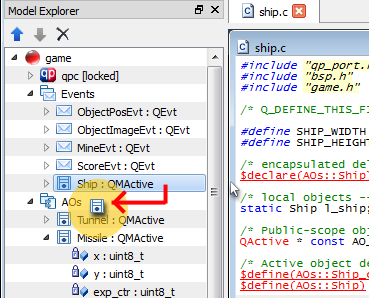 Model Explorer
game
qpc [locked]
Events
ObjectPosEvt : QEvt
ObjectImageEvt : QEvt
MineEvt : QEvt
ScoreEvt : QEvt
Ship : QMActive
AOs
Tunnel : QMActive
Missile : QMActive
x : uint8_t
y : uint8_t
exp_ctr : uint8_t
ship.c
ship.c
#include "qp_port.h
#include "bsp.h"
#include "game.h"
/* Q_DEFINE_THIS_FI
#define SHIP_WIDTH
#define SHIP_HEIGH
/* encapsulated del
$declare(AOs::Ship)
/* local objects --
static Ship l_ship;
/* Public-scope obj
QActive * const AO_
/* Active object de
$define(AOs::Ship_c
$define(AOs::Ship)